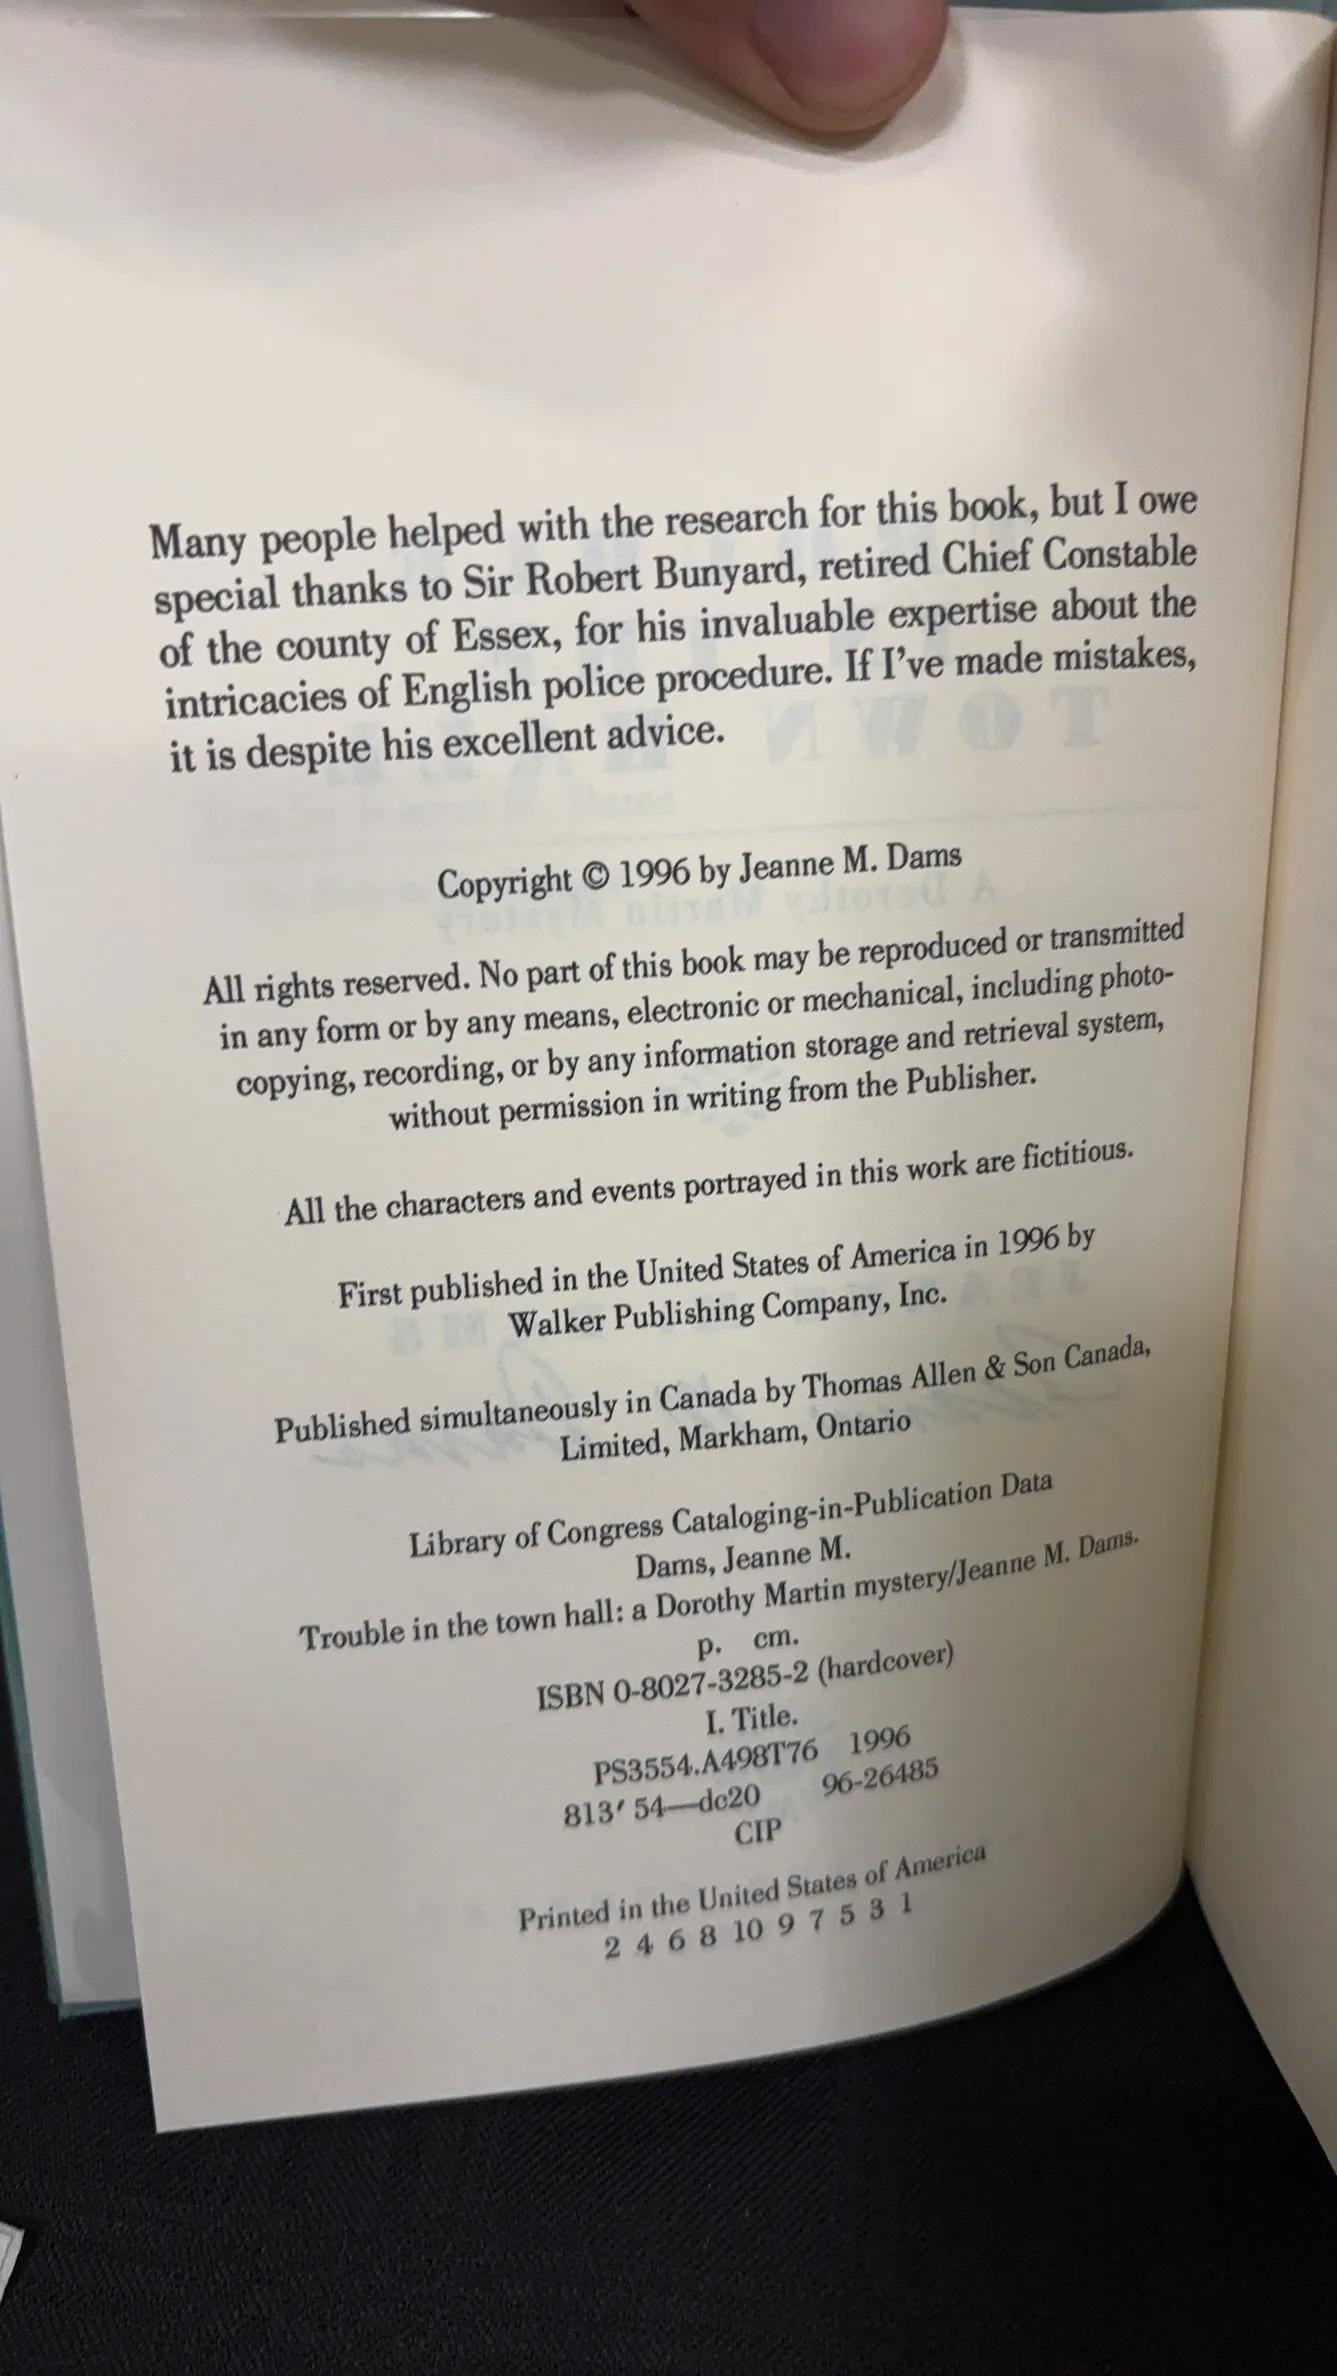 Many people helped with the research for this book, but I owe
special thanks to Sir Robert Bunyard, retired Chief Constable
of the county of Essex, for his invaluable expertise about the
intricacies of English police procedure. If I've made mistakes,
it is despite his excellent advice.
Copyright © 1996 by Jeanne M. Dams
All rights reserved. No part of this book may be reproduced or transmitted
in any form or by any means, electronic or mechanical, including photo-
copying, recording, or by any information storage and retrieval system,
without permission in writing from the Publisher.
All the characters and events portrayed in this work are fictitious.
First published in the United States of America in 1996 by
Walker Publishing Company, Inc.
Published simultaneously in Canada by Thomas Allen & Son Canada,
Limited, Markham, Ontario
Library of Congress Cataloging-in-Publication Data
Dams, Jeanne M.
Trouble in the town hall: a Dorothy Martin mystery/Jeanne M. Dams.
p. cm.
ISBN 0-8027-3285-2 (hardcover)
I. Title.
PS3554.A498T76 1996
813′ 54—dc20 96-26485
CIP
Printed in the United States of America
2 4 6 8 10 9 7 5 3 1